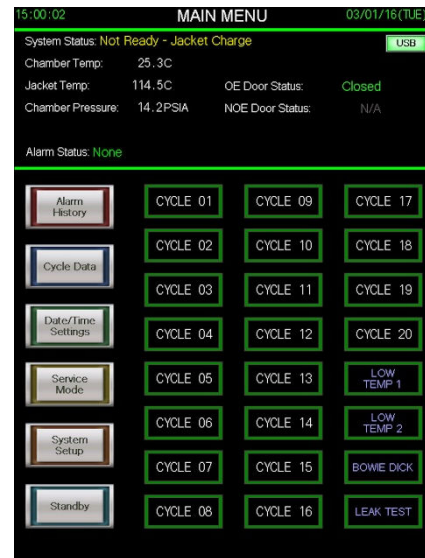 15:00:02 MAIN MENU 03/01/16(TUE)
System Status: Not Ready - Jacket Charge USB
Chamber Temp: 25.3C
Jacket Temp: 114.5C OE Door Status: Closed
Chamber Pressure: 14.2PSIA NOE Door Status: N/A
Alarm Status: None
Alarm
History
CYCLE 01 CYCLE 09 CYCLE 17
Cycle Data
CYCLE 02 CYCLE 10 CYCLE 18
CYCLE 03 CYCLE 11 CYCLE 19
Date/Time
Settings
CYCLE 04 CYCLE 12 CYCLE 20
Service
Mode
CYCLE 05 CYCLE 13 LOW
TEMP 1
System
Setup
CYCLE 06 CYCLE 14 LOW
TEMP 2
CYCLE 07 CYCLE 15 BOWIE DICK
Standby
CYCLE 08 CYCLE 16 LEAK TEST